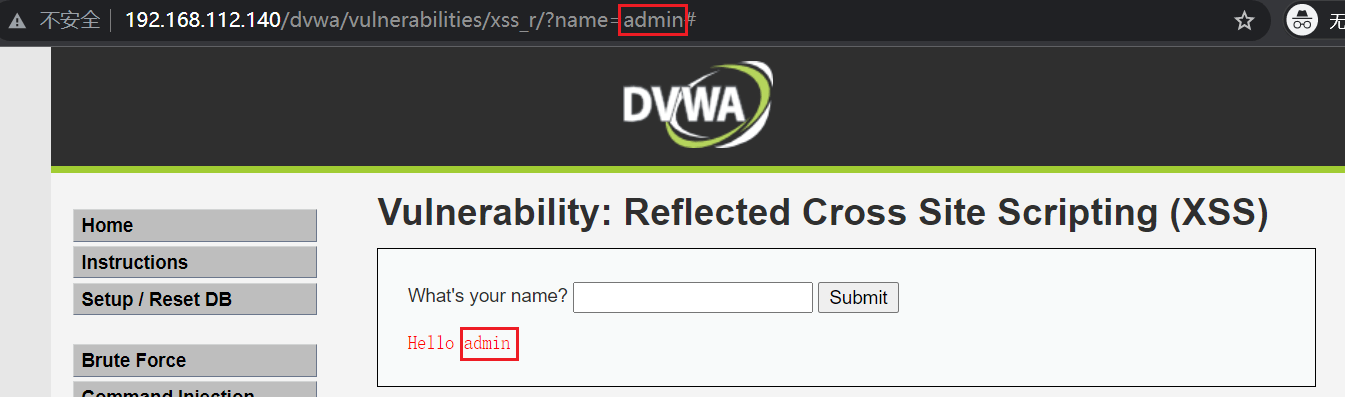 不安全 192.168.112.140/dvwa/vulnerabilities/xss_r/?name=admin# 无
DVWA
Vulnerability: Reflected Cross Site Scripting (XSS)
Home
Instructions
Setup / Reset DB
Brute Force
Command Injection
What's your name? Submit
Hello admin